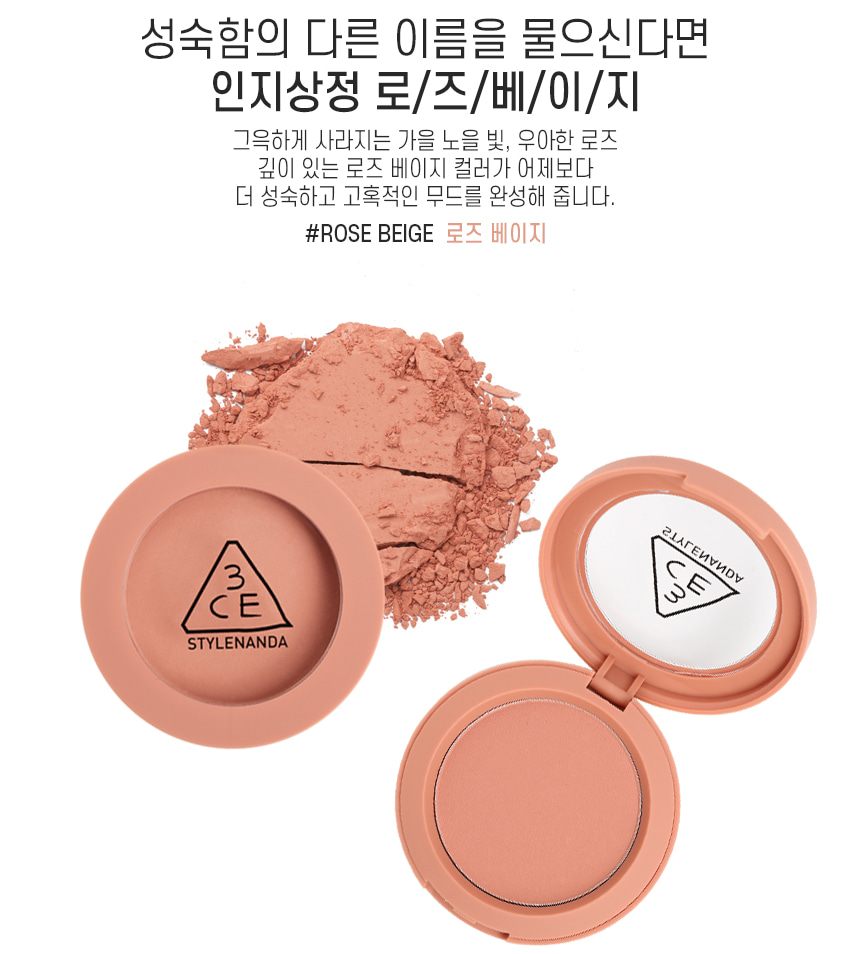 성숙함의 다른 이름을 물으신다면
인지상정 로/즈/베/이/지
그윽하게 사라지는 가을 노을 빛, 우아한 로즈
깊이 있는 로즈 베이지 컬러가 어제보다
더 성숙하고 고혹적인 무드를 완성해 줍니다.
#ROSE BEIGE 로즈 베이지
3
CE
STYLENANDA
STYLENANDA
CE
3